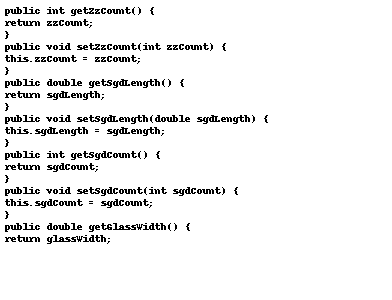 public int getZzCount() {
return zzCount;
}
public void setZzCount(int zzCount) {
this.zzCount = zzCount;
}
public double getSgdLength() {
return sgdLength;
}
public void setSgdLength(double sgdLength) {
this.sgdLength = sgdLength;
}
public int getSgdCount() {
return sgdCount;
}
public void setSgdCount(int sgdCount) {
this.sgdCount = sgdCount;
}
public double getGlassWidth() {
return glassWidth;